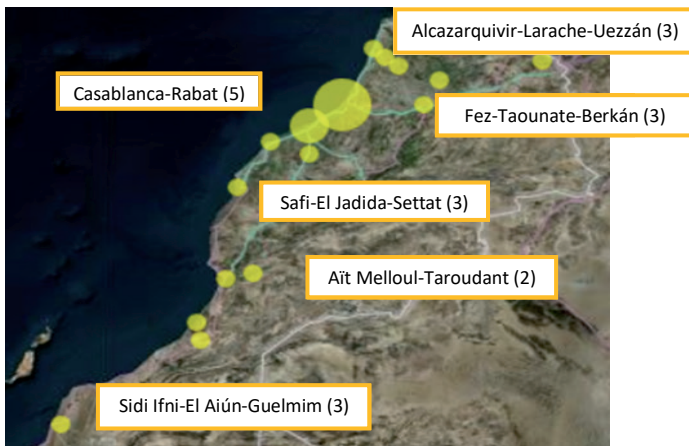 Alcazarquivir-Larache-Uezzán (3)
Casablanca-Rabat (5)
Fez-Taounate-Berkán (3)
Safi-El Jadida-Settat (3)
Aït Melloul-Taroudant (2)
Sidi Ifni-El Aiún-Guelmim (3)